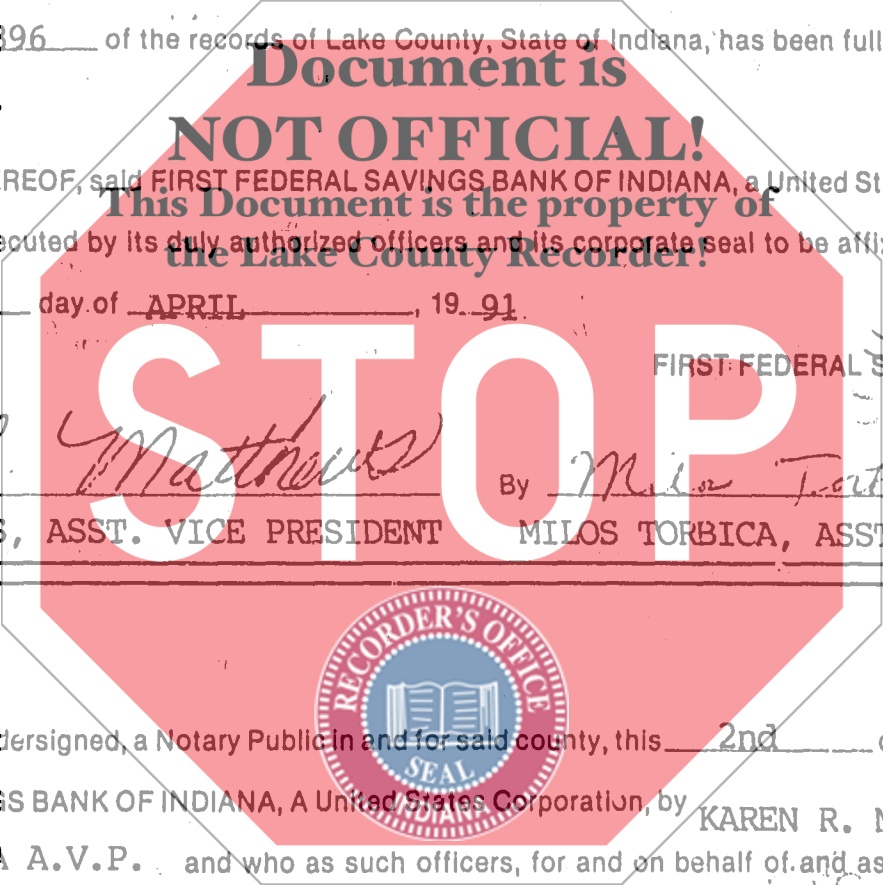 96 of the records of Lake County, State of Indiana, has been full
Document is
NOT OFFICIAL!
REOF, said FIRST FEDERAL SAVINGS BANK OF INDIANA, a United St
This Document is the property of
ecuted by its duly authorized officers and its corporate seal to be affi
the Lake County Recorder!
day of APRIL, 19 91
STOP
FIRST FEDERAL S
Matthews By Milos Torb
S, ASST. VICE PRESIDENT MILOS TORBICA, ASST
RECORDER'S OFFICE
SEAL
INDIANA
dersigned, a Notary Public in and for said county, this 2nd
GS BANK OF INDIANA, A United States Corporation, by KAREN R. M
A A.V.P. and who as such officers, for and on behalf of and as